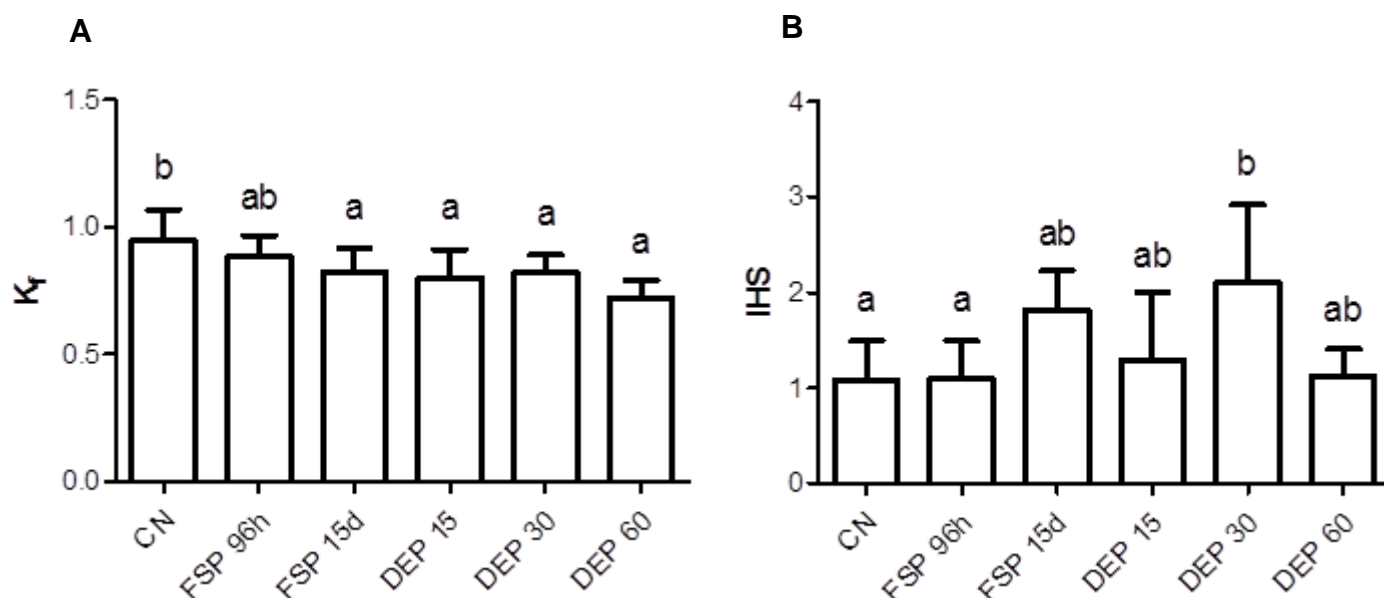 A
1.5
1.0
0.5
0.0
Kf
b
ab
a
a
a
a
CN
FSP 96h
FSP 15d
DEP 15
DEP 30
DEP 60
B
4
3
2
1
0
IHS
a
a
ab
ab
b
ab
CN
FSP 96h
FSP 15d
DEP 15
DEP 30
DEP 60